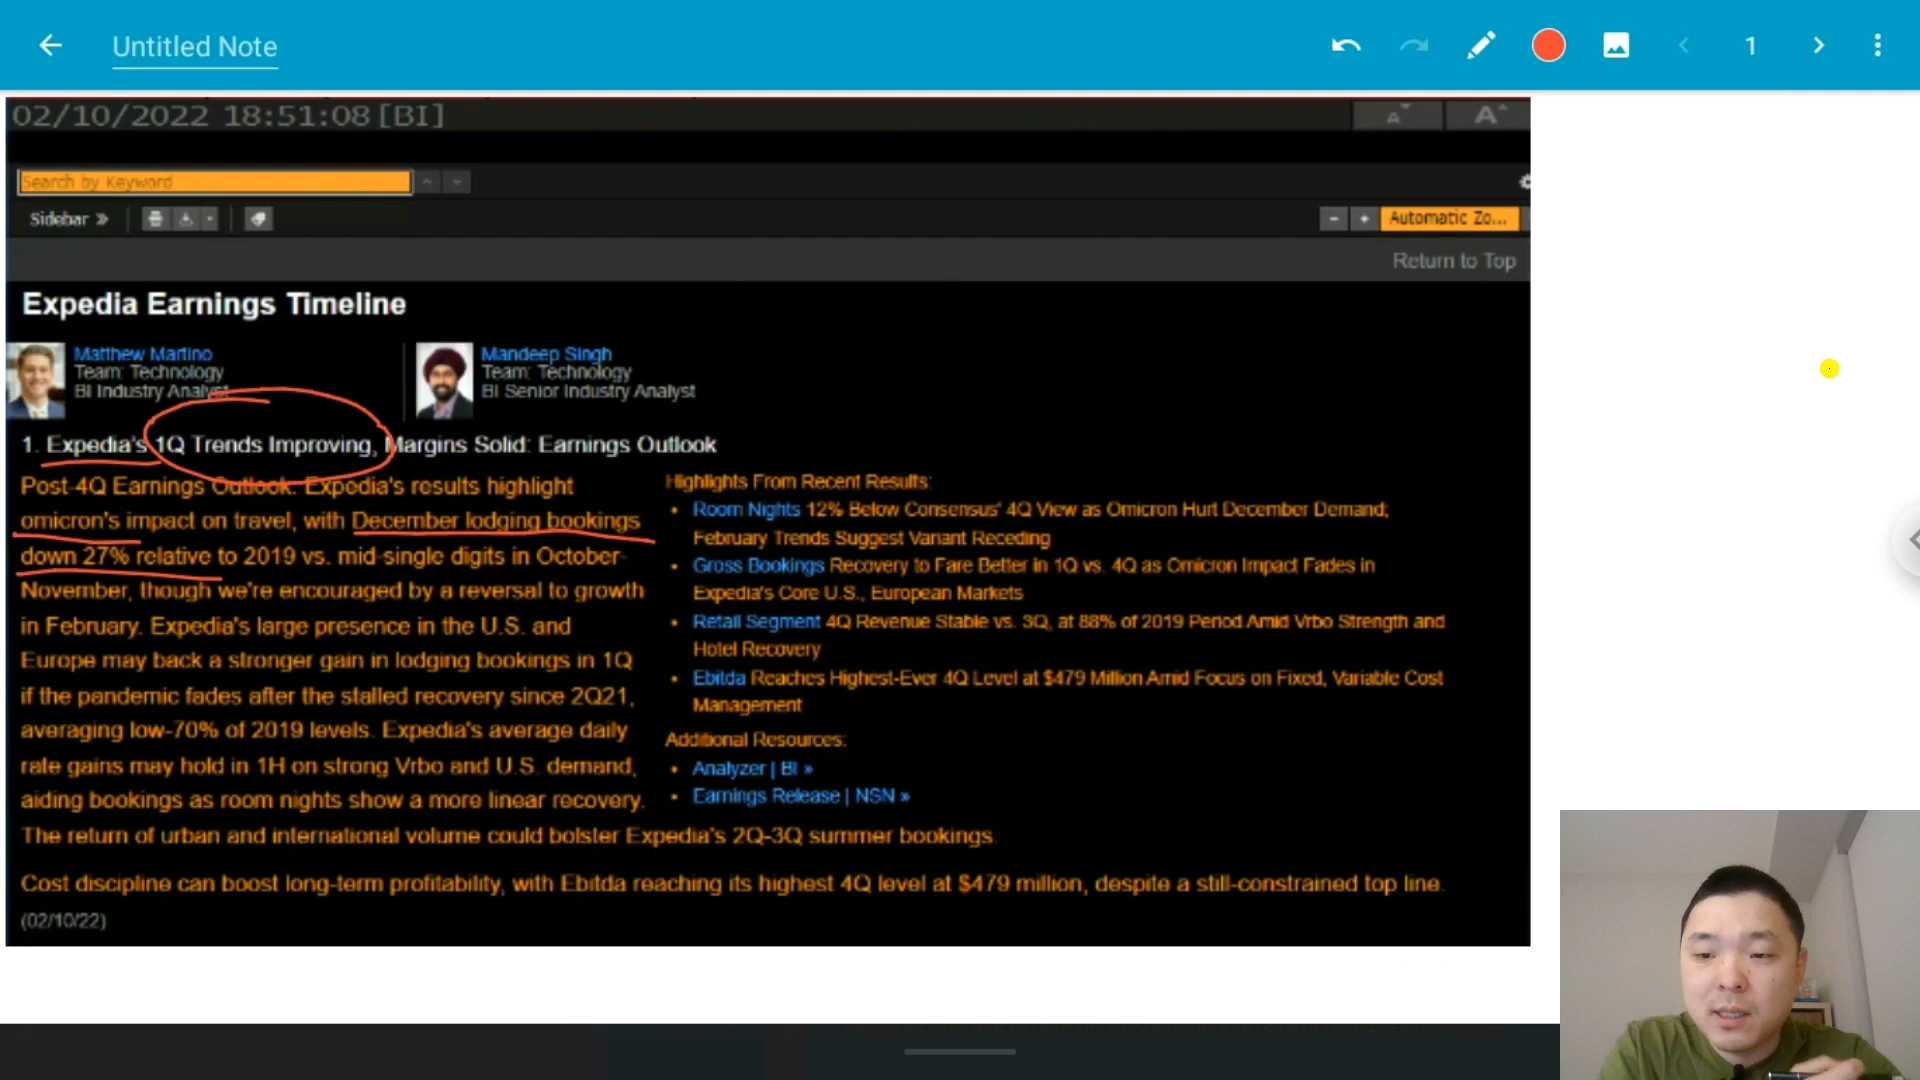 Untitled Note
1
02/10/2022 18:51:08 [BI]
A A
Search by Keyword
Sidebar »
- + Automatic Zo...
Return to Top
Expedia Earnings Timeline
Matthew Martino
Team: Technology
BI Industry Analyst
Mandeep Singh
Team: Technology
BI Senior Industry Analyst
1. Expedia's 1Q Trends Improving, Margins Solid: Earnings Outlook
Post-4Q Earnings Outlook: Expedia's results highlight
omicron's impact on travel, with December lodging bookings
down 27% relative to 2019 vs. mid-single digits in October-
November, though we're encouraged by a reversal to growth
in February. Expedia's large presence in the U.S. and
Europe may back a stronger gain in lodging bookings in 1Q
if the pandemic fades after the stalled recovery since 2Q21,
averaging low-70% of 2019 levels. Expedia's average daily
rate gains may hold in 1H on strong Vrbo and U.S. demand,
aiding bookings as room nights show a more linear recovery.
The return of urban and international volume could bolster Expedia's 2Q-3Q summer bookings.
Cost discipline can boost long-term profitability, with Ebitda reaching its highest 4Q level at $479 million, despite a still-constrained top line.
(02/10/22)
Highlights From Recent Results:
• Room Nights 12% Below Consensus' 4Q View as Omicron Hurt December Demand;
February Trends Suggest Variant Receding
• Gross Bookings Recovery to Fare Better in 1Q vs. 4Q as Omicron Impact Fades in
Expedia's Core U.S., European Markets
• Retail Segment 4Q Revenue Stable vs. 3Q, at 88% of 2019 Period Amid Vrbo Strength and
Hotel Recovery
• Ebitda Reaches Highest-Ever 4Q Level at $479 Million Amid Focus on Fixed, Variable Cost
Management
Additional Resources:
• Analyzer | BI »
• Earnings Release | NSN »